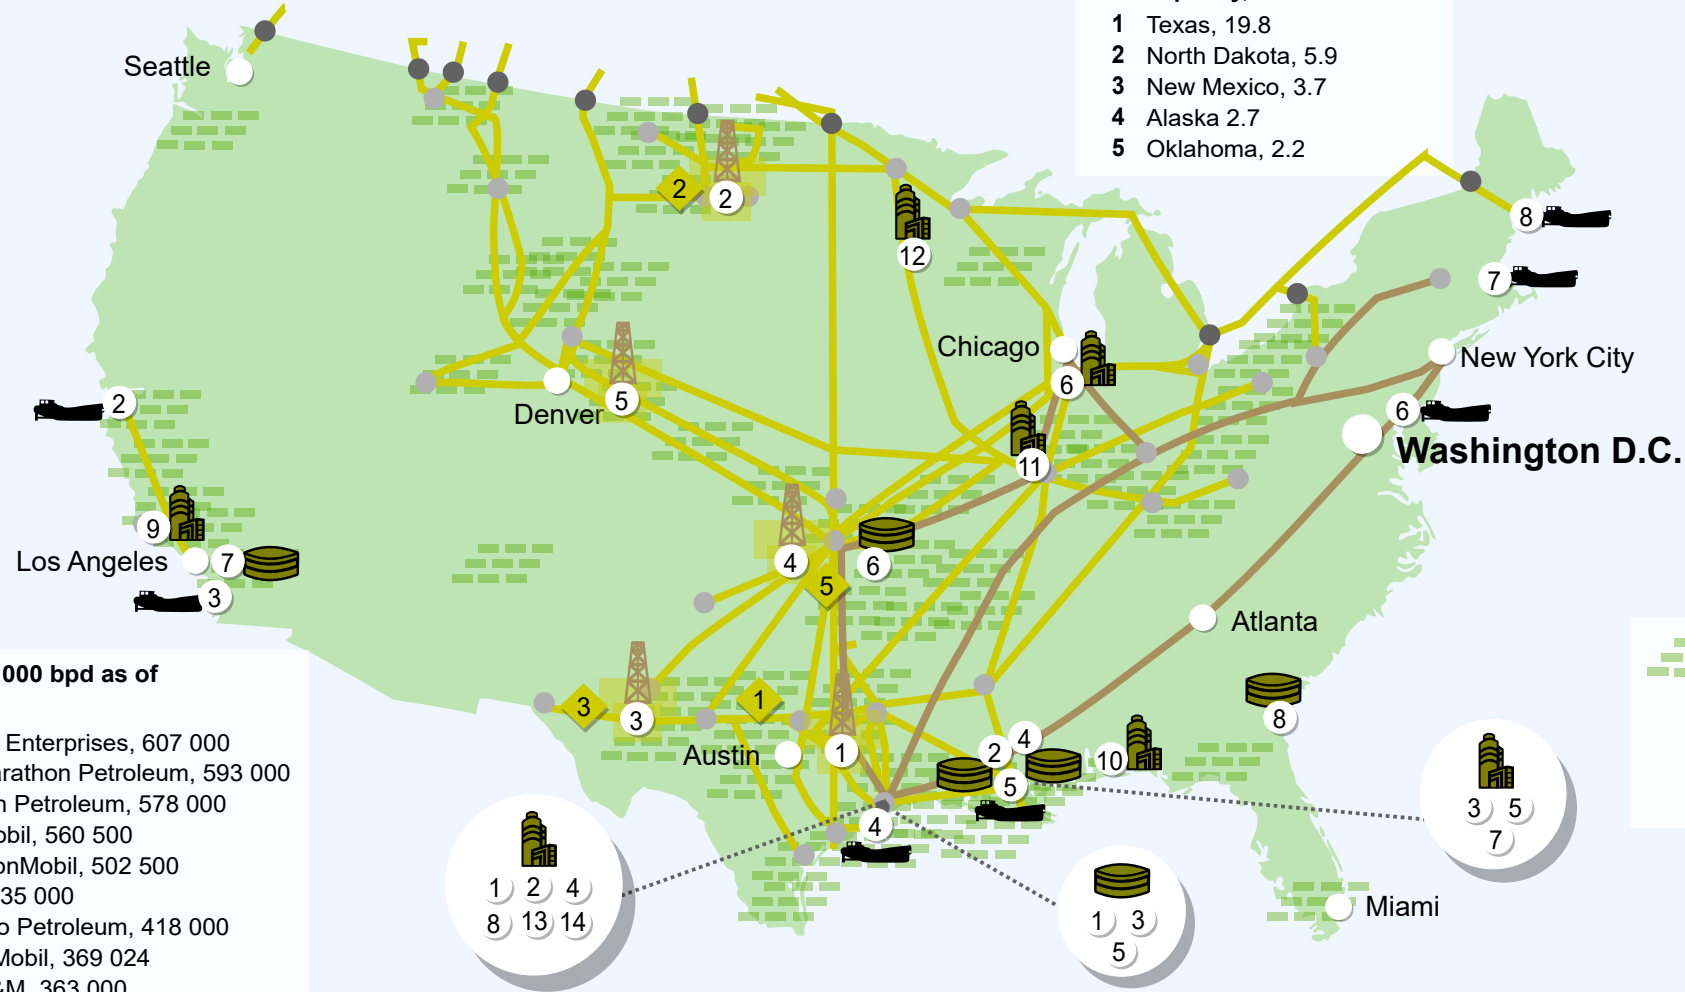 1 Texas, 19.8
2 North Dakota, 5.9
3 New Mexico, 3.7
4 Alaska 2.7
5 Oklahoma, 2.2
Seattle
2
2
8
12
7
Chicago
New York City
6
5
Denver
2
6
Washington D.C.
11
9
4
6
Los Angeles
7
5
3
Atlanta
000 bpd as of
Enterprises, 607 000
arathon Petroleum, 593 000
n Petroleum, 578 000
obil, 560 500
onMobil, 502 500
35 000
o Petroleum, 418 000
Mobil, 369 024
&M, 363 000
3
3
1
8
Austin
1
2
4
10
5
4
3 5
7
1 2 4
8 13 14
1 3
5
Miami